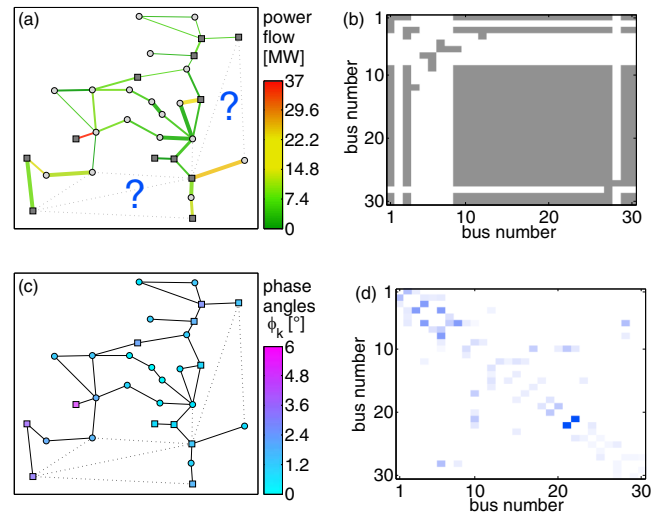 (a)
power
flow
[MW]
37
29.6
22.2
14.8
7.4
0
?
?
(b)
bus number
1
10
20
30
1 10 20 30
bus number
(c)
phase
angles
ϕk [°]
6
4.8
3.6
2.4
1.2
0
(d)
bus number
1
10
20
30
1 10 20 30
bus number